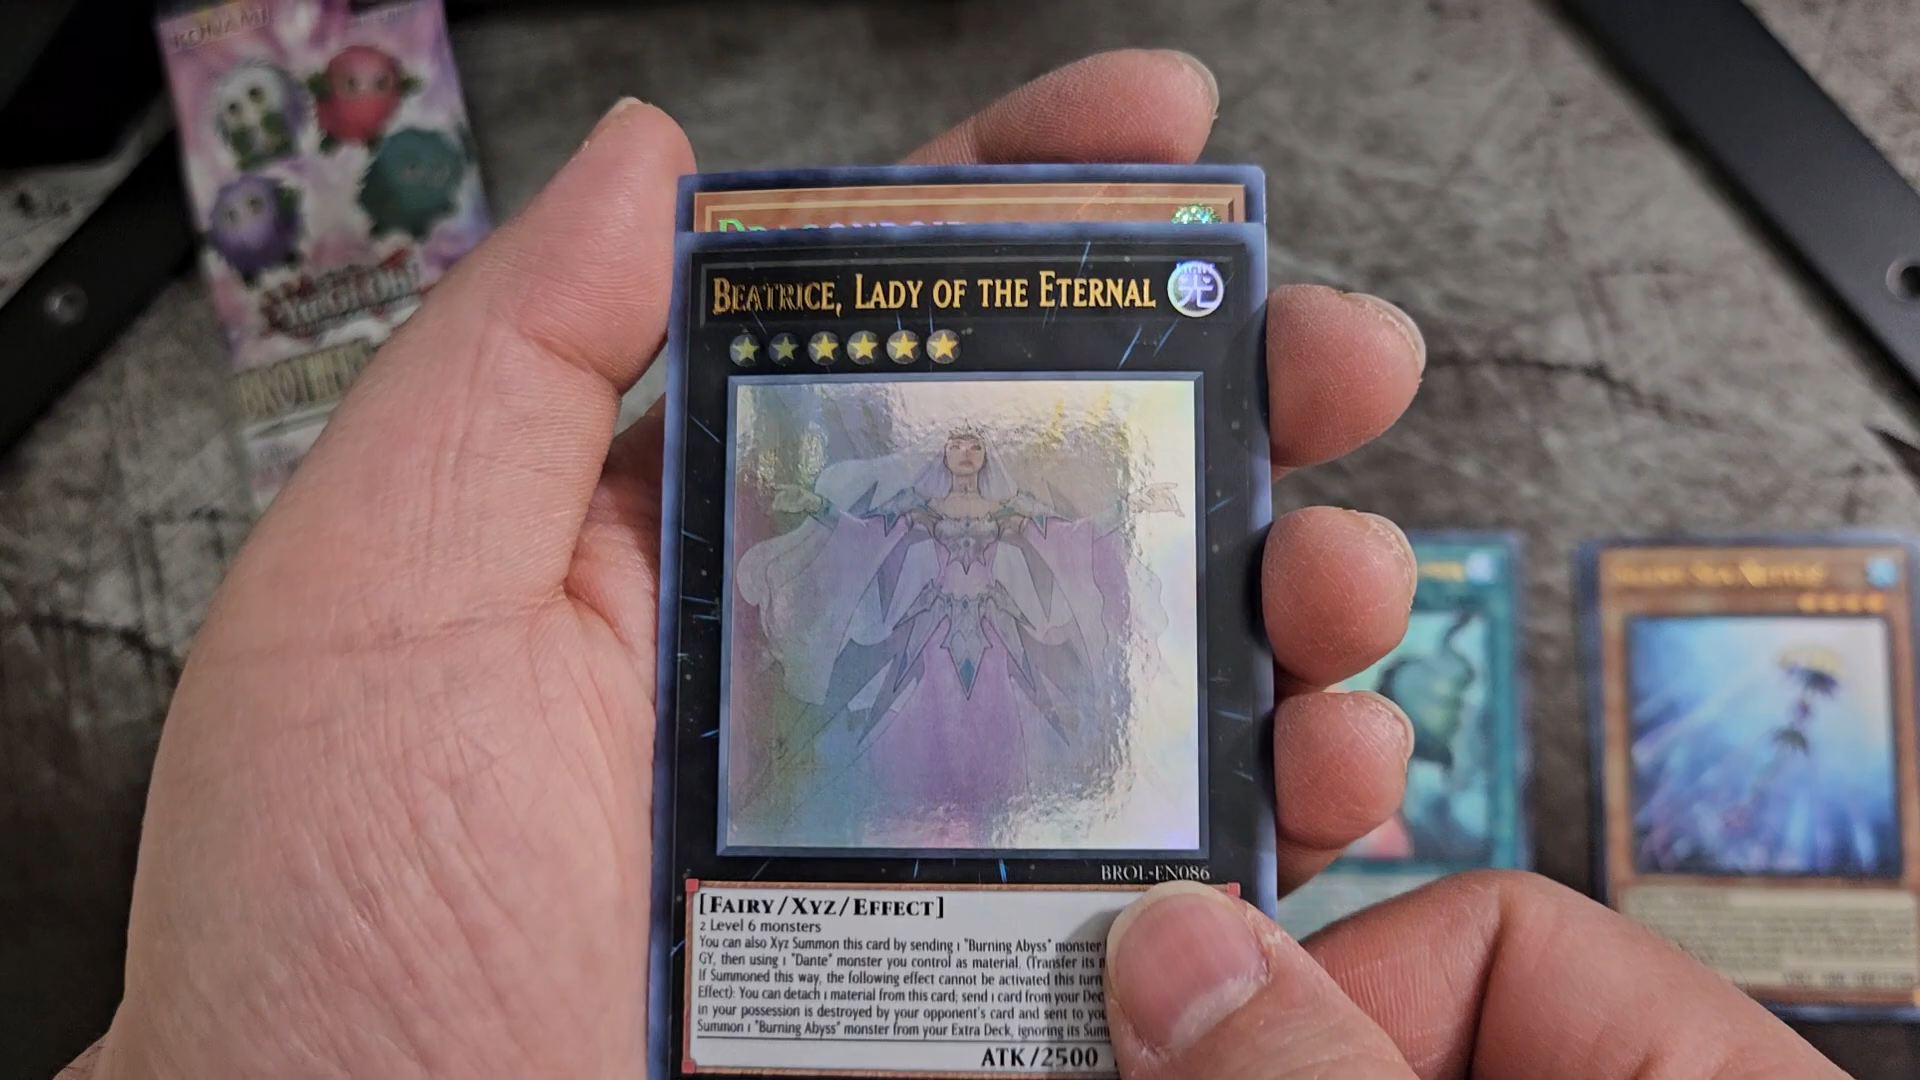 KONAMI
YU-GI-OH!
BROTHE
DRAGONROID
BEATRICE, LADY OF THE ETERNAL
LIGHT
光
BROL-EN086
[FAIRY/XYZ/EFFECT]
2 Level 6 monsters
You can also Xyz Summon this card by sending 1 "Burning Abyss" monster
GY, then using 1 "Dante" monster you control as material. (Transfer its
If Summoned this way, the following effect cannot be activated this turn
Effect): You can detach 1 material from this card; send 1 card from your Dec
in your possession is destroyed by your opponent's card and sent to you
Summon 1 "Burning Abyss" monster from your Extra Deck, ignoring its Sum
ATK/2500